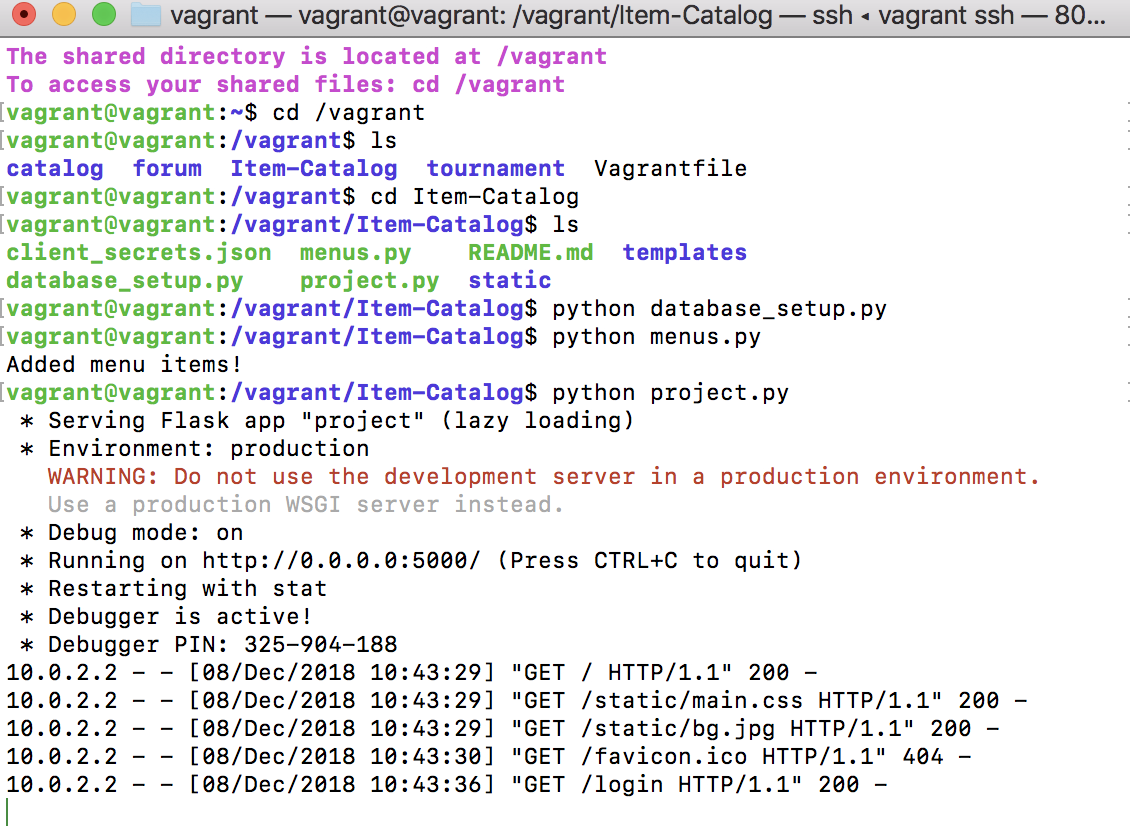 vagrant — vagrant@vagrant: /vagrant/Item-Catalog — ssh ◂ vagrant ssh — 80...
The shared directory is located at /vagrant
To access your shared files: cd /vagrant
[vagrant@vagrant:~$ cd /vagrant
[vagrant@vagrant:/vagrant$ ls
catalog  forum  Item-Catalog  tournament  Vagrantfile
[vagrant@vagrant:/vagrant$ cd Item-Catalog
[vagrant@vagrant:/vagrant/Item-Catalog$ ls
client_secrets.json  menus.py    README.md  templates
database_setup.py    project.py  static
[vagrant@vagrant:/vagrant/Item-Catalog$ python database_setup.py
[vagrant@vagrant:/vagrant/Item-Catalog$ python menus.py
Added menu items!
[vagrant@vagrant:/vagrant/Item-Catalog$ python project.py
 * Serving Flask app "project" (lazy loading)
 * Environment: production
   WARNING: Do not use the development server in a production environment.
   Use a production WSGI server instead.
 * Debug mode: on
 * Running on http://0.0.0.0:5000/ (Press CTRL+C to quit)
 * Restarting with stat
 * Debugger is active!
 * Debugger PIN: 325-904-188
10.0.2.2 - - [08/Dec/2018 10:43:29] "GET / HTTP/1.1" 200 -
10.0.2.2 - - [08/Dec/2018 10:43:29] "GET /static/main.css HTTP/1.1" 200 -
10.0.2.2 - - [08/Dec/2018 10:43:29] "GET /static/bg.jpg HTTP/1.1" 200 -
10.0.2.2 - - [08/Dec/2018 10:43:30] "GET /favicon.ico HTTP/1.1" 404 -
10.0.2.2 - - [08/Dec/2018 10:43:36] "GET /login HTTP/1.1" 200 -